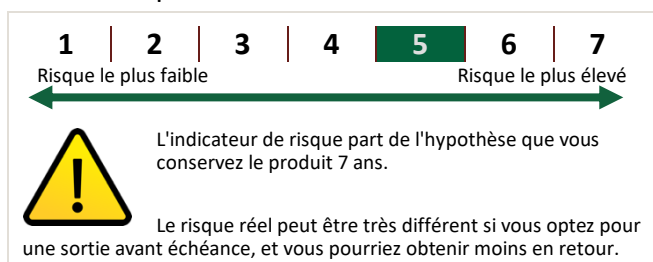 1 2 3 4 5 6 7
Risque le plus faible Risque le plus élevé
L'indicateur de risque part de l'hypothèse que vous
conservez le produit 7 ans.
Le risque réel peut être très différent si vous optez pour
une sortie avant échéance, et vous pourriez obtenir moins en retour.